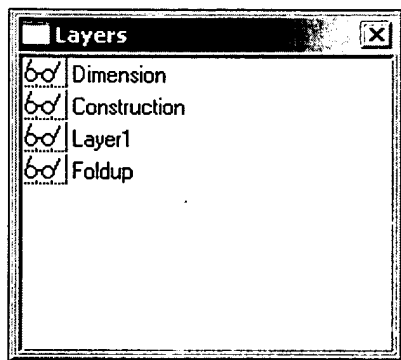 Layers
Dimension
Construction
Layer1
Foldup